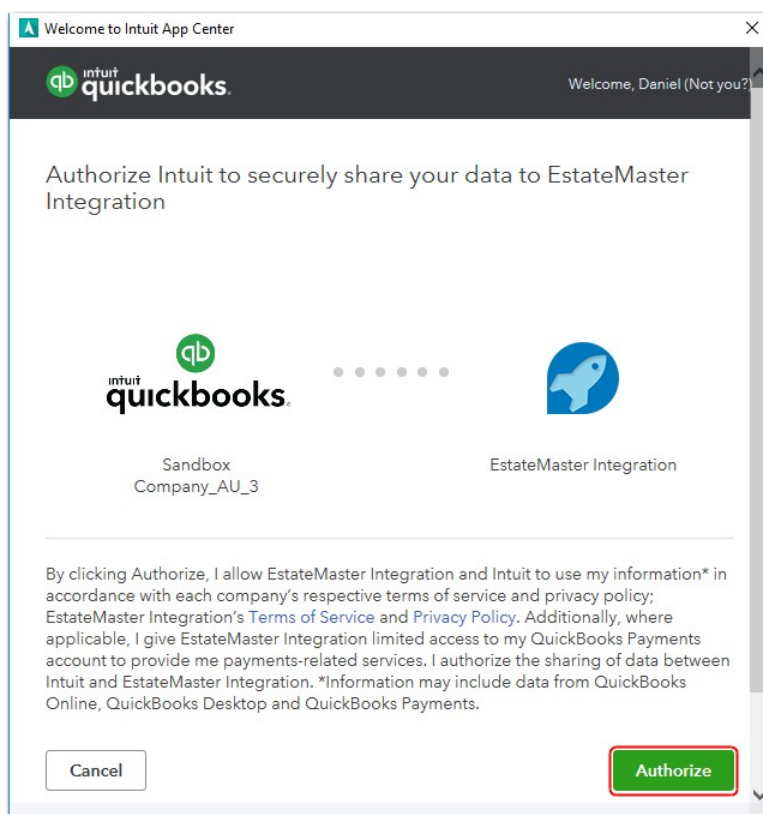 Welcome to Intuit App Center
intuit
quickbooks.
Welcome, Daniel (Not you?)
Authorize Intuit to securely share your data to EstateMaster
Integration
qb
intuit
quickbooks.
Sandbox
Company_AU_3
EstateMaster Integration
By clicking Authorize, I allow EstateMaster Integration and Intuit to use my information* in
accordance with each company's respective terms of service and privacy policy;
EstateMaster Integration's Terms of Service and Privacy Policy. Additionally, where
applicable, I give EstateMaster Integration limited access to my QuickBooks Payments
account to provide me payments-related services. I authorize the sharing of data between
Intuit and EstateMaster Integration. *Information may include data from QuickBooks
Online, QuickBooks Desktop and QuickBooks Payments.
Cancel
Authorize